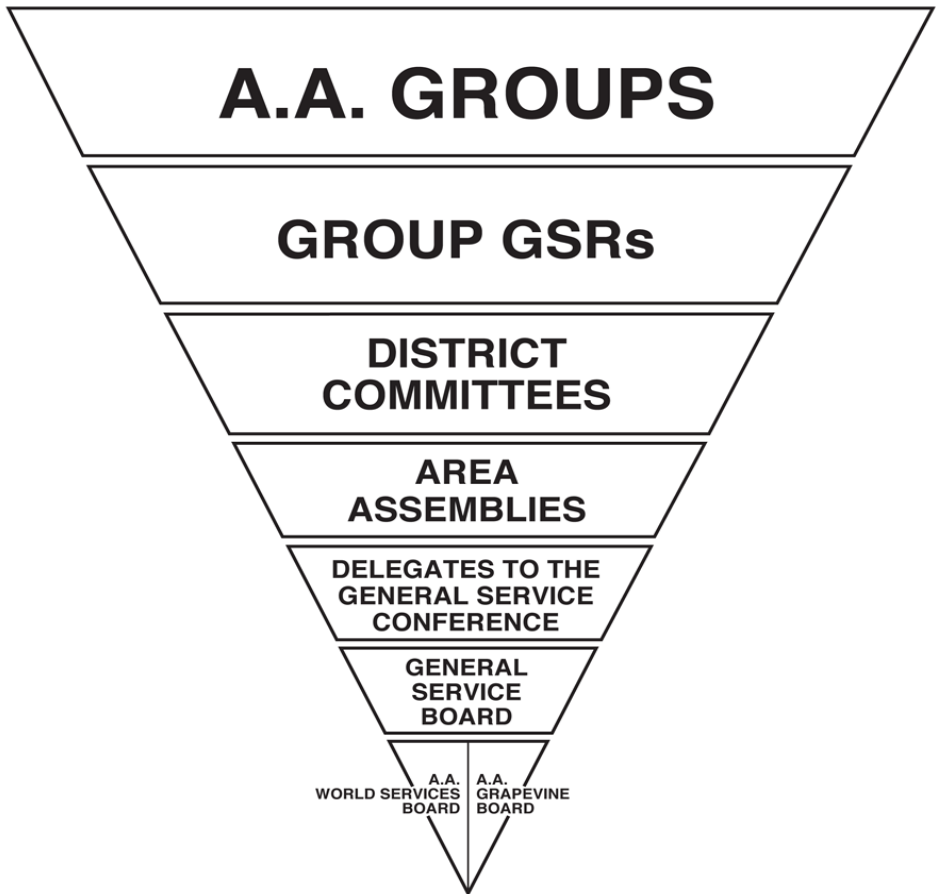 A.A. GROUPS
GROUP GSRs
DISTRICT
COMMITTEES
AREA
ASSEMBLIES
DELEGATES TO THE
GENERAL SERVICE
CONFERENCE
GENERAL
SERVICE
BOARD
A.A.
WORLD SERVICES
BOARD
A.A.
GRAPEVINE
BOARD